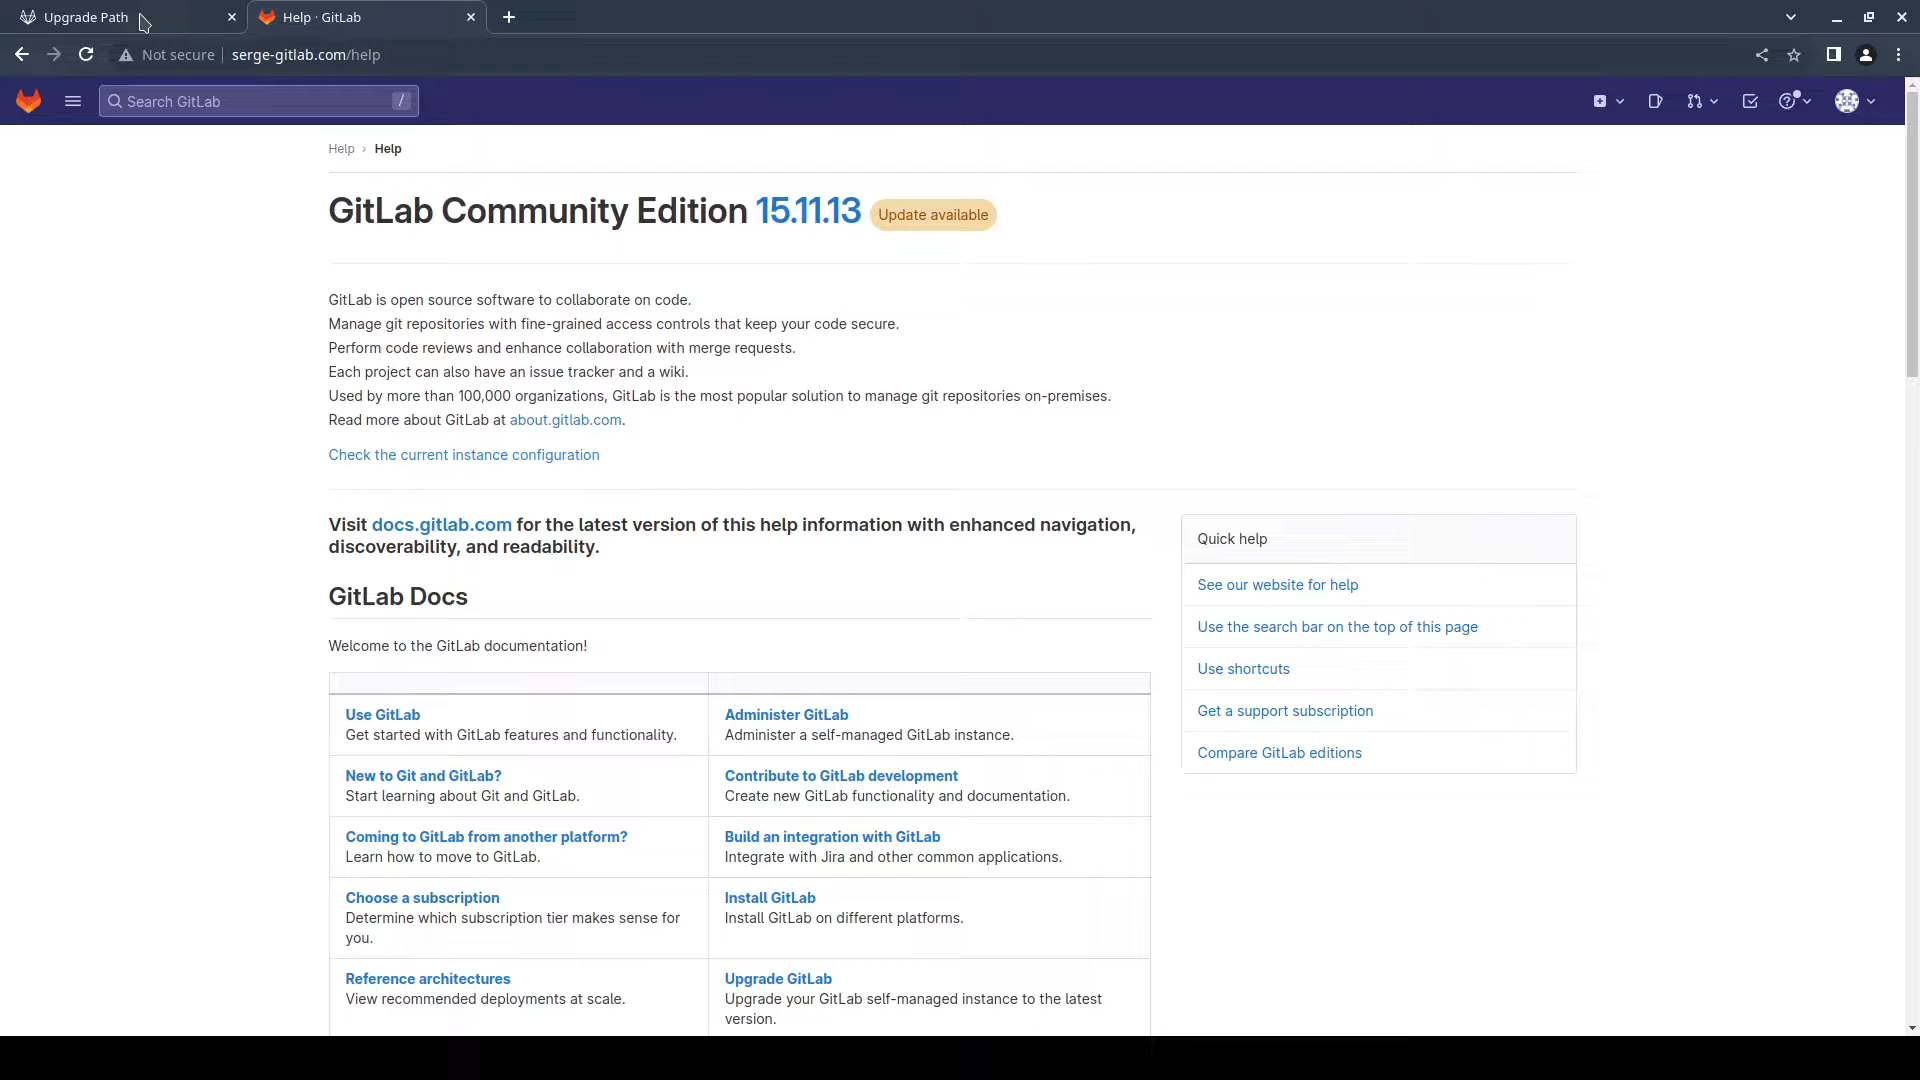 Upgrade Path
Help · GitLab
Not secure
serge-gitlab.com/help
Search GitLab
/
Help › Help
GitLab Community Edition 15.11.13 Update available
GitLab is open source software to collaborate on code.
Manage git repositories with fine-grained access controls that keep your code secure.
Perform code reviews and enhance collaboration with merge requests.
Each project can also have an issue tracker and a wiki.
Used by more than 100,000 organizations, GitLab is the most popular solution to manage git repositories on-premises.
Read more about GitLab at about.gitlab.com.
Check the current instance configuration
Visit docs.gitlab.com for the latest version of this help information with enhanced navigation,
discoverability, and readability.
GitLab Docs
Welcome to the GitLab documentation!
Use GitLab
Get started with GitLab features and functionality.
Administer GitLab
Administer a self-managed GitLab instance.
New to Git and GitLab?
Start learning about Git and GitLab.
Contribute to GitLab development
Create new GitLab functionality and documentation.
Coming to GitLab from another platform?
Learn how to move to GitLab.
Build an integration with GitLab
Integrate with Jira and other common applications.
Choose a subscription
Determine which subscription tier makes sense for
you.
Install GitLab
Install GitLab on different platforms.
Reference architectures
View recommended deployments at scale.
Upgrade GitLab
Upgrade your GitLab self-managed instance to the latest
version.
Quick help
See our website for help
Use the search bar on the top of this page
Use shortcuts
Get a support subscription
Compare GitLab editions